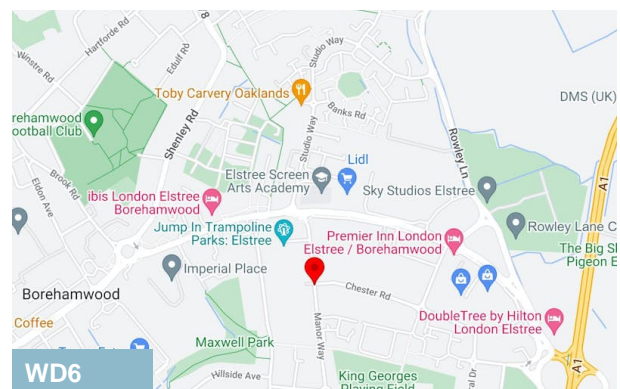 Hartforde Rd
Edulf Rd
Winstre Rd
Studio Way
Toby Carvery Oaklands
DMS (UK)
Banks Rd
rehamwood
ootball Club
Shenley Rd
Studio Way
Rowley Ln
Lidl
Elstree Screen
Arts Academy
Sky Studios Elstree
A1
Brook Rd
Eldon Ave
ibis London Elstree
Borehamwood
Jump In Trampoline
Parks: Elstree
Premier Inn London
Elstree / Borehamwood
Rowley Lane C
The Big S
Pigeon E
Imperial Place
Chester Rd
Borehamwood
DoubleTree by Hilton
London Elstree
Coffee
Manor Way
Maxwell Park
A1
Hillside Ave
King Georges
Playing Field
WD6